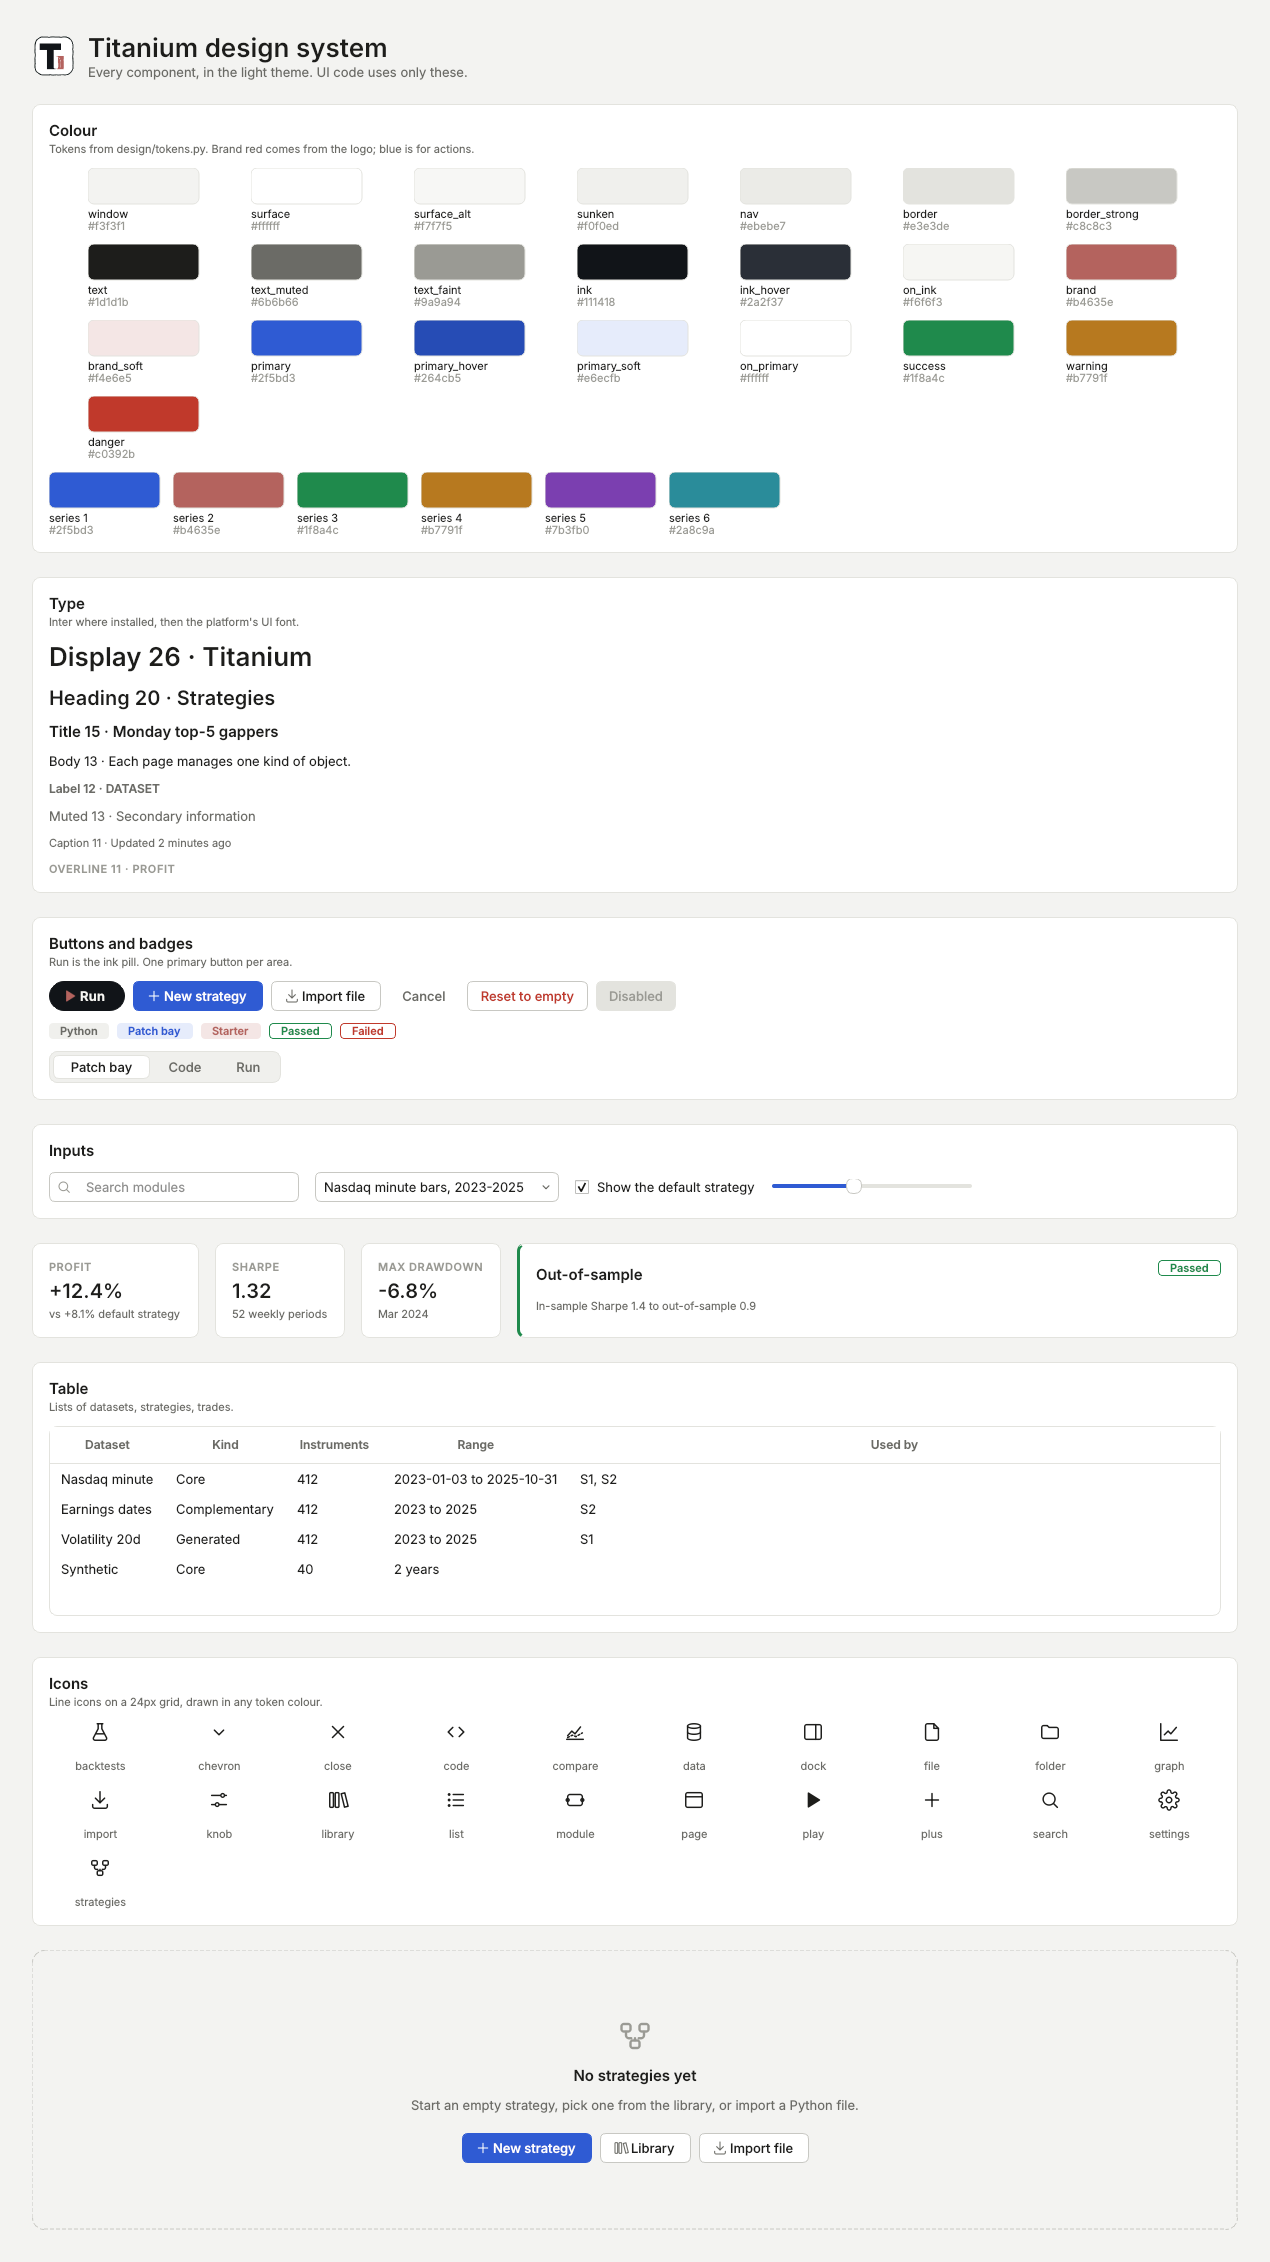 Ti
Titanium design system
Every component, in the light theme. UI code uses only these.
Colour
Tokens from design/tokens.py. Brand red comes from the logo; blue is for actions.
window surface surface_alt sunken nav border border_strong
#f3f3f1 #ffffff #f7f7f5 #f0f0ed #ebebe7 #e3e3de #c8c8c3
text text_muted text_faint ink ink_hover on_ink brand
#1d1d1b #6b6b66 #9a9a94 #111418 #2a2f37 #f6f6f3 #b4635e
brand_soft primary primary_hover primary_soft on_primary success warning
#f4e6e5 #2f5bd3 #264cb5 #e6ecfb #ffffff #1f8a4c #b7791f
danger
#c0392b
series 1 series 2 series 3 series 4 series 5 series 6
#2f5bd3 #b4635e #1f8a4c #b7791f #7b3fb0 #2a8c9a
Type
Inter where installed, then the platform's UI font.
Display 26 · Titanium
Heading 20 · Strategies
Title 15 · Monday top-5 gappers
Body 13 · Each page manages one kind of object.
Label 12 · DATASET
Muted 13 · Secondary information
Caption 11 · Updated 2 minutes ago
OVERLINE 11 · PROFIT
Buttons and badges
Run is the ink pill. One primary button per area.
Run New strategy Import file Cancel Reset to empty Disabled
Python Patch bay Starter Passed Failed
Patch bay Code Run
Inputs
Search modules Nasdaq minute bars, 2023-2025 Show the default strategy
PROFIT SHARPE MAX DRAWDOWN
+12.4% 1.32 -6.8%
vs +8.1% default strategy 52 weekly periods Mar 2024
Out-of-sample Passed
In-sample Sharpe 1.4 to out-of-sample 0.9
Table
Lists of datasets, strategies, trades.
Dataset Kind Instruments Range Used by
Nasdaq minute Core 412 2023-01-03 to 2025-10-31 S1, S2
Earnings dates Complementary 412 2023 to 2025 S2
Volatility 20d Generated 412 2023 to 2025 S1
Synthetic Core 40 2 years
Icons
Line icons on a 24px grid, drawn in any token colour.
backtests chevron close code compare data dock file folder graph
import knob library list module page play plus search settings
strategies
No strategies yet
Start an empty strategy, pick one from the library, or import a Python file.
New strategy Library Import file